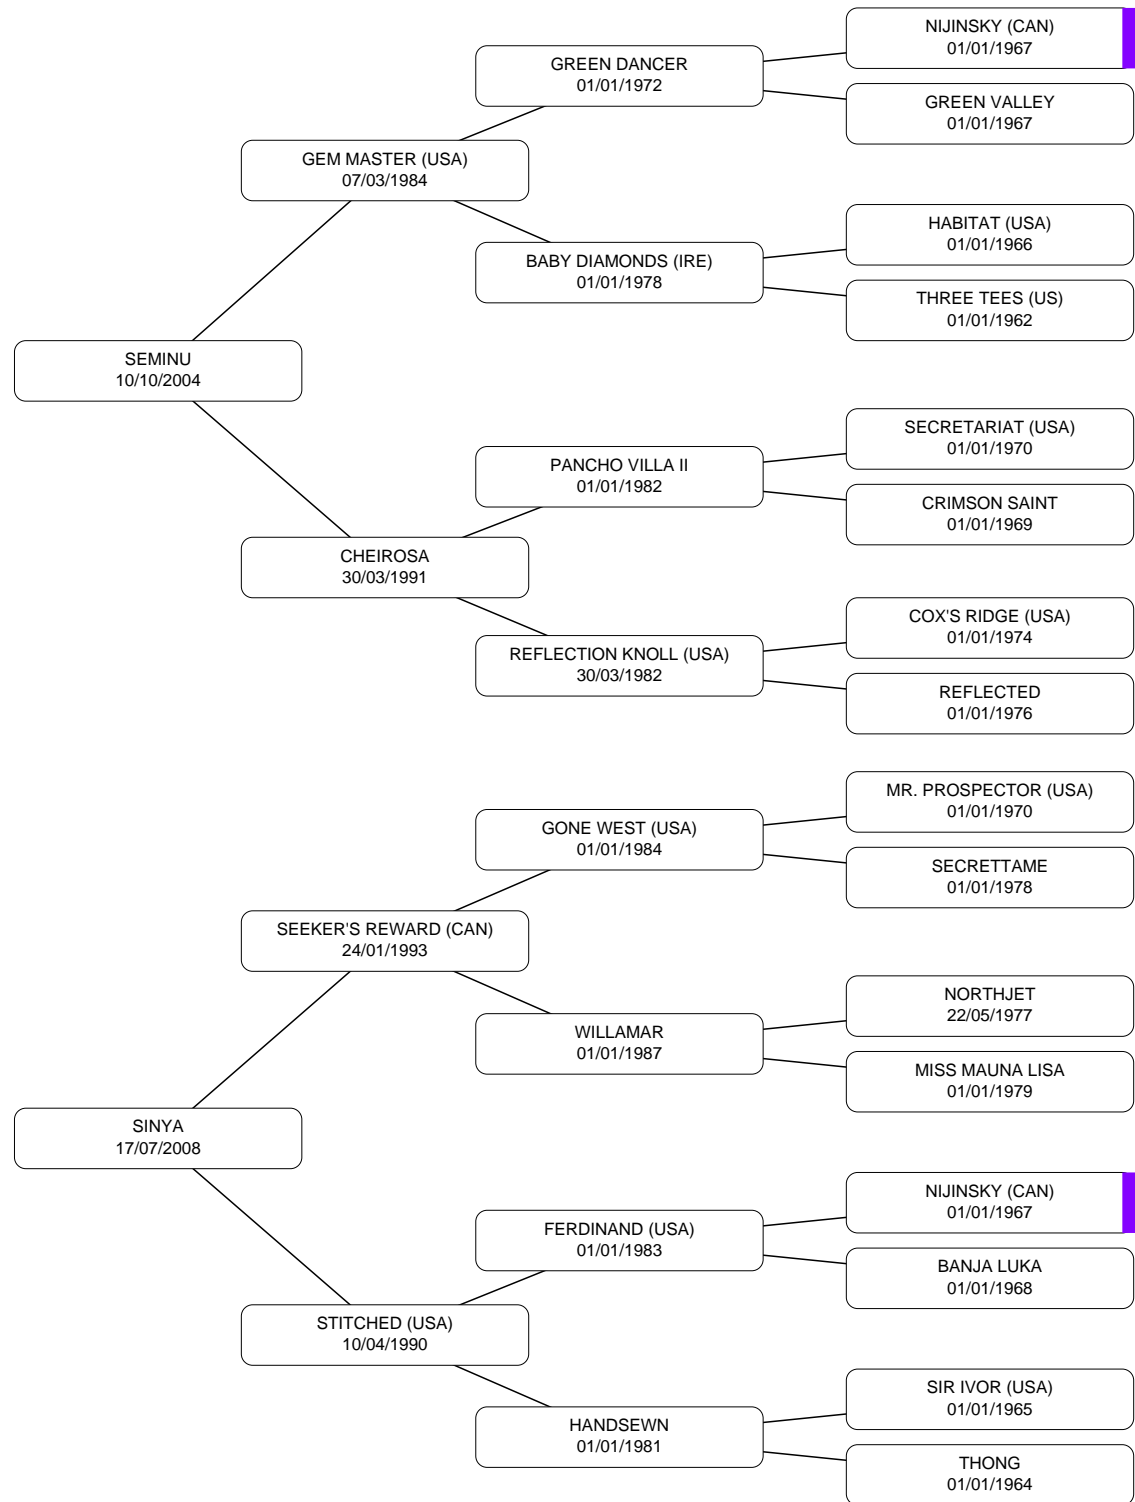 NIJINSKY (CAN)
01/01/1967
GREEN DANCER
01/01/1972
GREEN VALLEY
01/01/1967
GEM MASTER (USA)
07/03/1984
HABITAT (USA)
01/01/1966
BABY DIAMONDS (IRE)
01/01/1978
THREE TEES (US)
01/01/1962
SEMINU
10/10/2004
SECRETARIAT (USA)
01/01/1970
PANCHO VILLA II
01/01/1982
CRIMSON SAINT
01/01/1969
CHEIROSA
30/03/1991
COX'S RIDGE (USA)
01/01/1974
REFLECTION KNOLL (USA)
30/03/1982
REFLECTED
01/01/1976
MR. PROSPECTOR (USA)
01/01/1970
GONE WEST (USA)
01/01/1984
SECRETTAME
01/01/1978
SEEKER'S REWARD (CAN)
24/01/1993
NORTHJET
22/05/1977
WILLAMAR
01/01/1987
MISS MAUNA LISA
01/01/1979
SINYA
17/07/2008
NIJINSKY (CAN)
01/01/1967
FERDINAND (USA)
01/01/1983
BANJA LUKA
01/01/1968
STITCHED (USA)
10/04/1990
SIR IVOR (USA)
01/01/1965
HANDSEWN
01/01/1981
THONG
01/01/1964